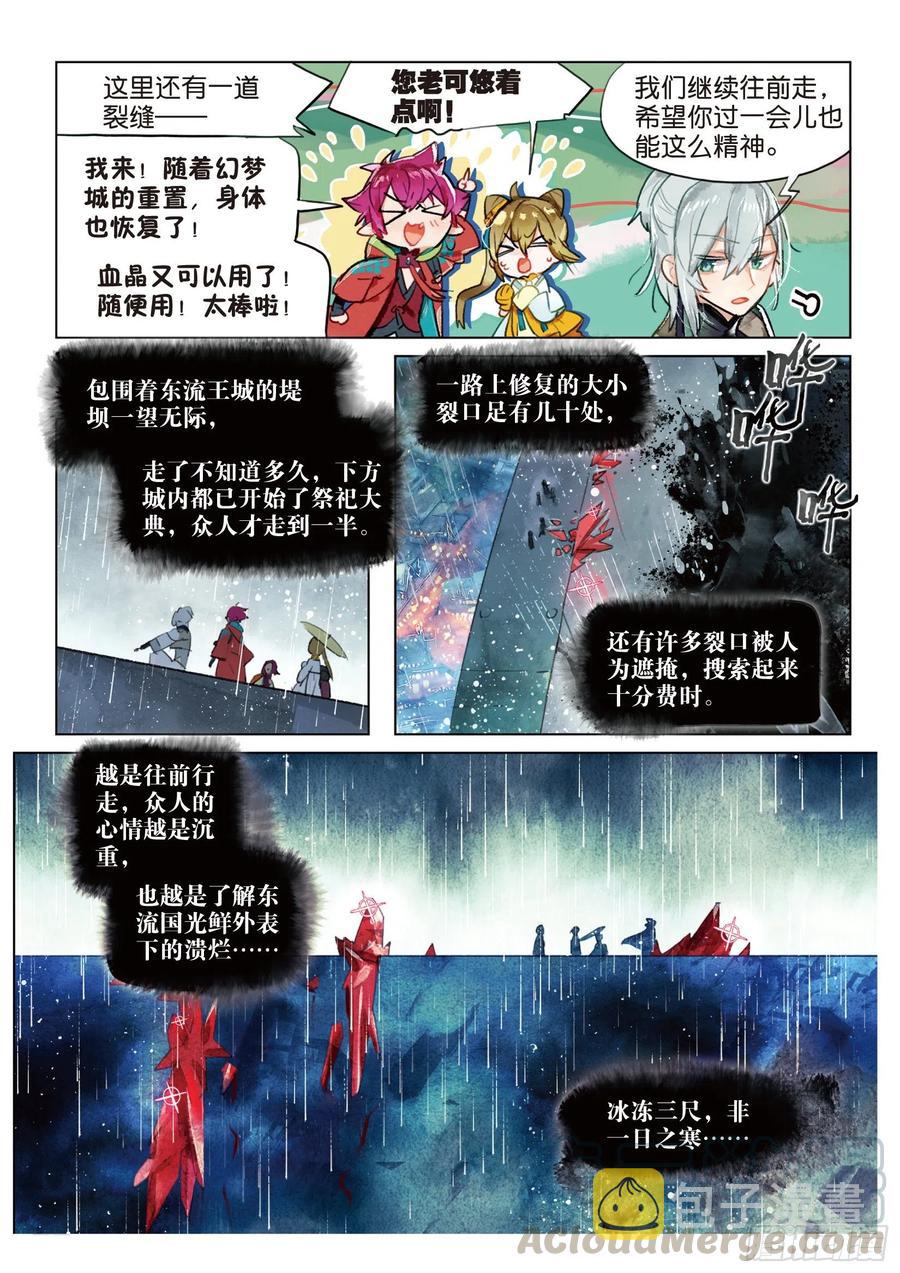 这里还有一道
裂缝——
我来！随着幻梦
城的重置，身体
也恢复了！
血晶又可以用了！
随便用！太棒啦！
您老可悠着
点啊！
我们继续往前走，
希望你过一会儿也
能这么精神。
包围着东流王城的堤
坝一望无际，
走了不知道多久，下方
城内都已开始了祭祀大
典，众人才走到一半。
一路上修复的大小
裂口足有几十处，
哗
哗
哗
还有许多裂口被人
为遮掩，搜索起来
十分费时。
越是往前行
走，众人的
心情越是沉
重，
也越是了解东
流国光鲜外表
下的溃烂……
冰冻三尺，非
一日之寒……
包子漫畫
AcloudMerge.com